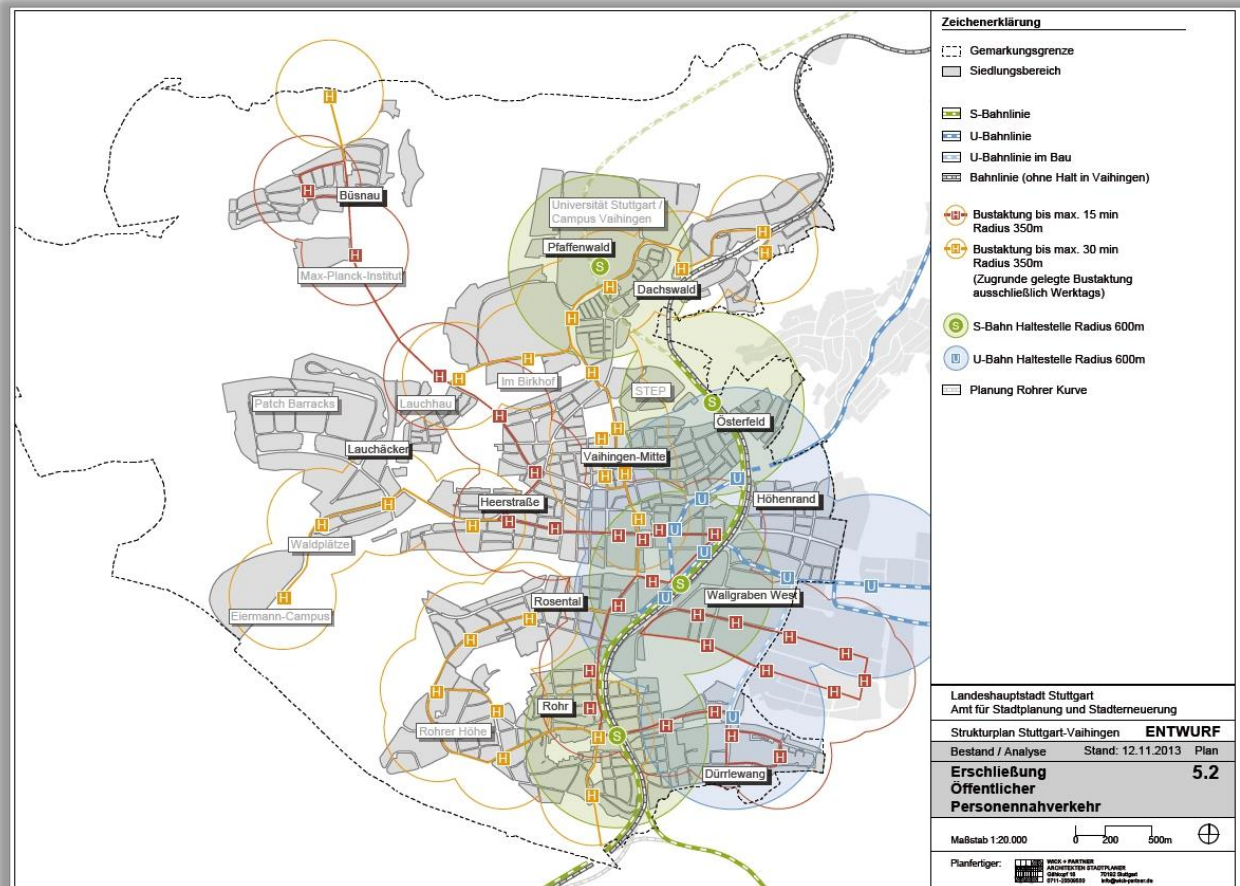 Zeichenerklärung
Gemarkungsgrenze
Siedlungsbereich
S-Bahnlinie
U-Bahnlinie
U-Bahnlinie im Bau
Bahnlinie (ohne Halt in Vaihingen)
H Bustaktung bis max. 15 min
Radius 350m
H Bustaktung bis max. 30 min
Radius 350m
(Zugrunde gelegte Bustaktung
ausschließlich Werktags)
S S-Bahn Haltestelle Radius 600m
U U-Bahn Haltestelle Radius 600m
Planung Rohrer Kurve
Büsnau
Max-Planck-Institut
Universität Stuttgart /
Campus Vaihingen
Pfaffenwald
Dachswald
Im Birkhof
STEP
Patch Barracks
Lauchhau
Österfeld
Lauchäcker
Vaihingen-Mitte
Heerstraße
Höhenrand
Waldplätze
Eiermann-Campus
Rosental
Wallgraben West
Rohr
Rohrer Höhe
Dürrlewang
Landeshauptstadt Stuttgart
Amt für Stadtplanung und Stadterneuerung
Strukturplan Stuttgart-Vaihingen ENTWURF
Bestand / Analyse Stand: 12.11.2013 Plan
Erschließung 5.2
Öffentlicher
Personennahverkehr
Maßstab 1:20.000 0 200 500m
Planfertiger: WICK + PARTNER
ARCHITEKTEN STADTPLANER
70192 Stuttgart